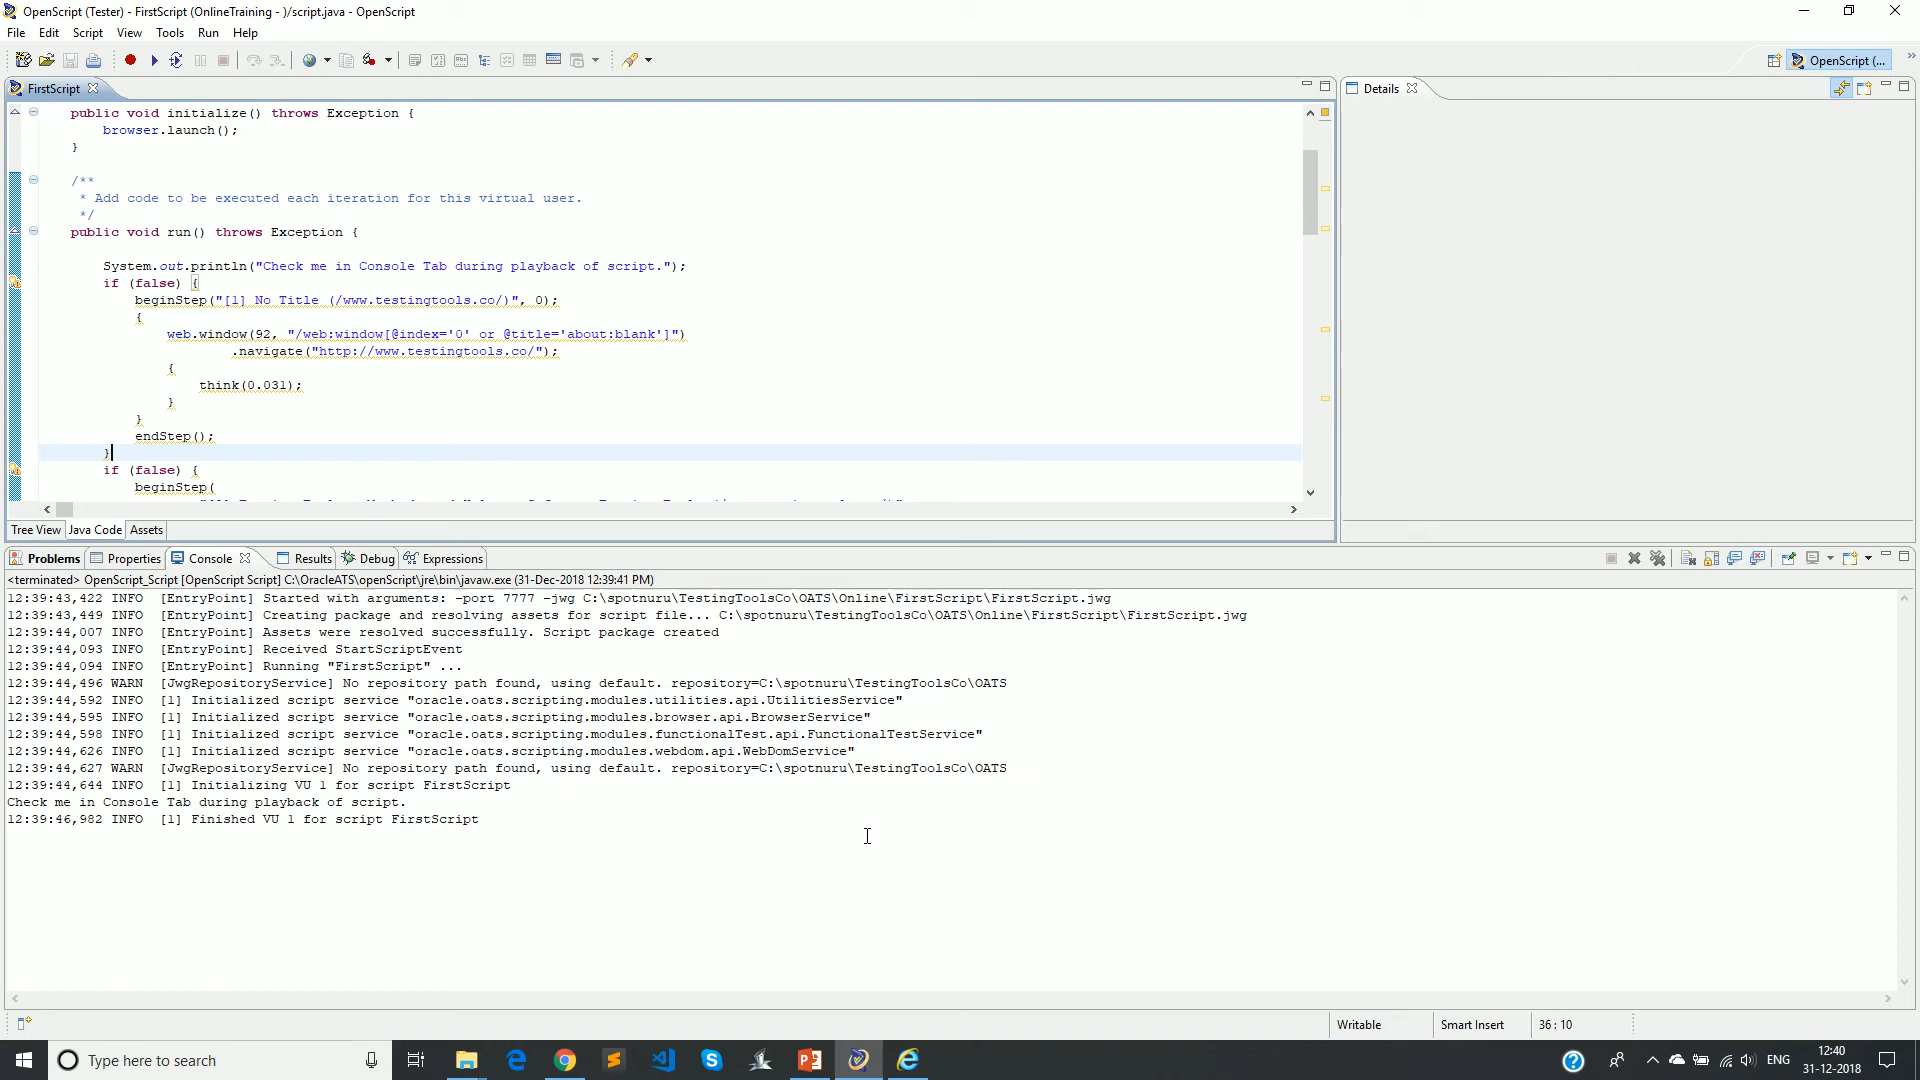 OpenScript (Tester) - FirstScript (OnlineTraining - )/script.java - OpenScript
File Edit Script View Tools Run Help
OpenScript (...
FirstScript
Details
public void initialize() throws Exception {
browser.launch();
}
/**
* Add code to be executed each iteration for this virtual user.
*/
public void run() throws Exception {
System.out.println("Check me in Console Tab during playback of script.");
if (false) {
beginStep("[1] No Title (/www.testingtools.co/)", 0);
{
web.window(92, "/web:window[@index='0' or @title='about:blank']")
.navigate("http://www.testingtools.co/");
{
think(0.031);
}
}
endStep();
}
if (false) {
beginStep(
Tree View Java Code Assets
Problems Properties Console Results Debug Expressions
<terminated> OpenScript_Script [OpenScript Script] C:\OracleATS\openScript\jre\bin\javaw.exe (31-Dec-2018 12:39:41 PM)
12:39:43,422 INFO [EntryPoint] Started with arguments: -port 7777 -jwg C:\spotnuru\TestingToolsCo\OATS\Online\FirstScript\FirstScript.jwg
12:39:43,449 INFO [EntryPoint] Creating package and resolving assets for script file... C:\spotnuru\TestingToolsCo\OATS\Online\FirstScript\FirstScript.jwg
12:39:44,007 INFO [EntryPoint] Assets were resolved successfully. Script package created
12:39:44,093 INFO [EntryPoint] Received StartScriptEvent
12:39:44,094 INFO [EntryPoint] Running "FirstScript" ...
12:39:44,496 WARN [JwgRepositoryService] No repository path found, using default. repository=C:\spotnuru\TestingToolsCo\OATS
12:39:44,592 INFO [1] Initialized script service "oracle.oats.scripting.modules.utilities.api.UtilitiesService"
12:39:44,595 INFO [1] Initialized script service "oracle.oats.scripting.modules.browser.api.BrowserService"
12:39:44,598 INFO [1] Initialized script service "oracle.oats.scripting.modules.functionalTest.api.FunctionalTestService"
12:39:44,626 INFO [1] Initialized script service "oracle.oats.scripting.modules.webdom.api.WebDomService"
12:39:44,627 WARN [JwgRepositoryService] No repository path found, using default. repository=C:\spotnuru\TestingToolsCo\OATS
12:39:44,644 INFO [1] Initializing VU 1 for script FirstScript
Check me in Console Tab during playback of script.
12:39:46,982 INFO [1] Finished VU 1 for script FirstScript
Writable Smart Insert 36 : 10
Type here to search
ENG
12:40
31-12-2018